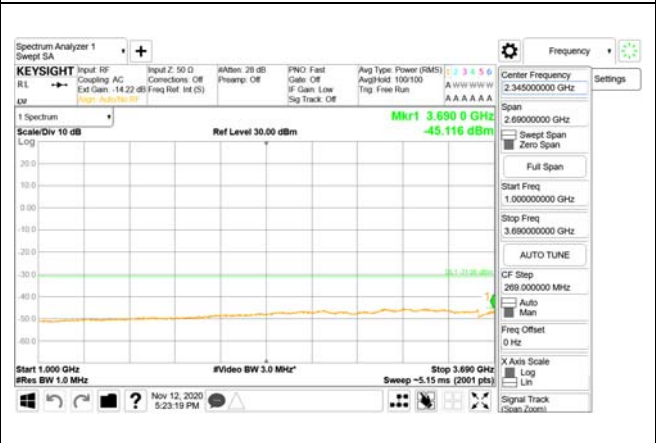 Spectrum Analyzer 1
Swept SA
Frequency
KEYSIGHT
RL
Input: RF
Coupling: AC
Ext Gain: -14.22 dB
Align: Auto/No RF
Input Z: 50 Ω
Corrections: Off
Freq Ref: Int (S)
#Atten: 28 dB
Preamp: Off
PNO: Fast
Gate: Off
IF Gain: Low
Sig Track: Off
Avg Type: Power (RMS)
Avg|Hold: 100/100
Trig: Free Run
1 2 3 4 5 6
A W W W W W
A A A A A A
Center Frequency
2.345000000 GHz
Settings
1 Spectrum
Mkr1 3.690 0 GHz
Scale/Div 10 dB
Ref Level 30.00 dBm
-45.116 dBm
Log
Span
2.69000000 GHz
Swept Span
Zero Span
Full Span
Start Freq
1.000000000 GHz
Stop Freq
3.690000000 GHz
AUTO TUNE
CF Step
269.000000 MHz
Auto
Man
Freq Offset
0 Hz
X Axis Scale
Log
Lin
Signal Track
(Span Zoom)
20.0
10.0
0.00
-10.0
-20.0
-30.0
-40.0
-50.0
-60.0
1
Start 1.000 GHz
#Video BW 3.0 MHz*
Stop 3.690 GHz
#Res BW 1.0 MHz
Sweep ~5.15 ms (2001 pts)
?
Nov 12, 2020
5:23:19 PM